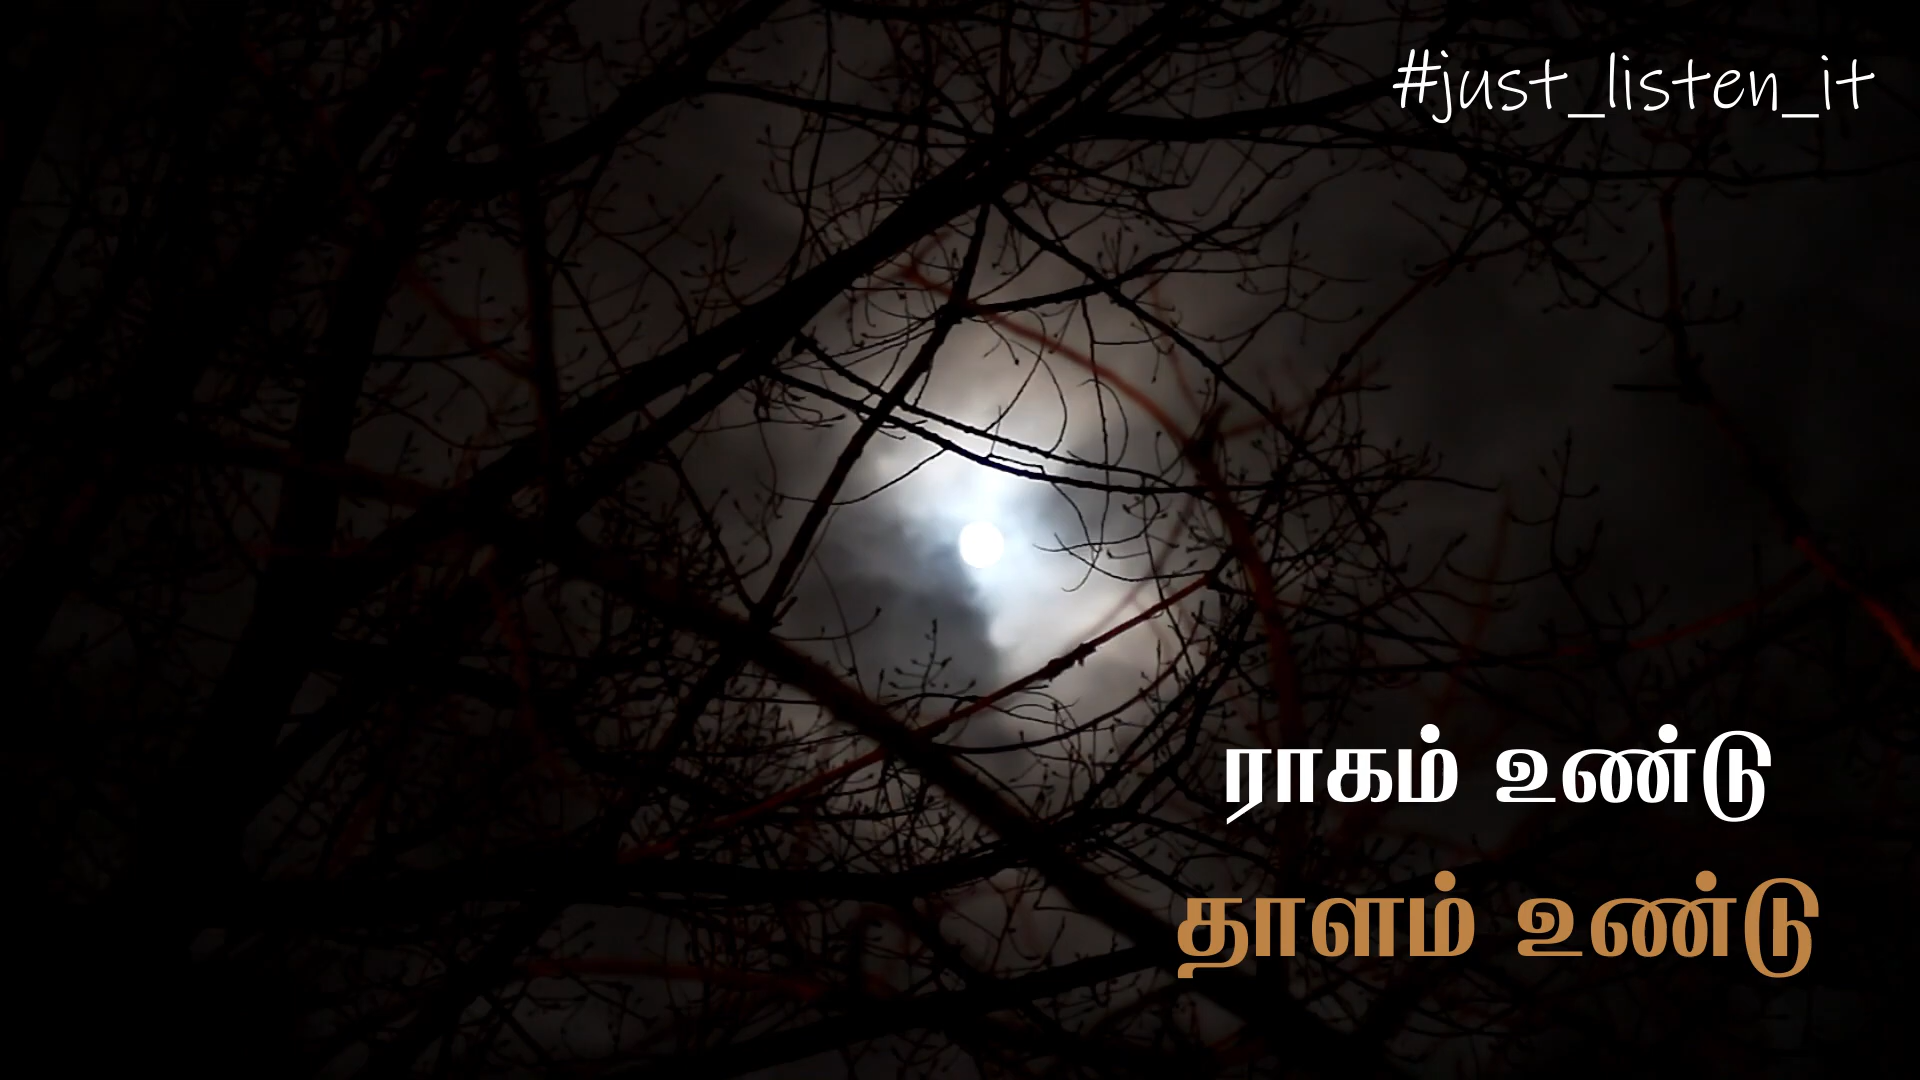 #just_listen_it
ராகம் உண்டு
தாளம் உண்டு